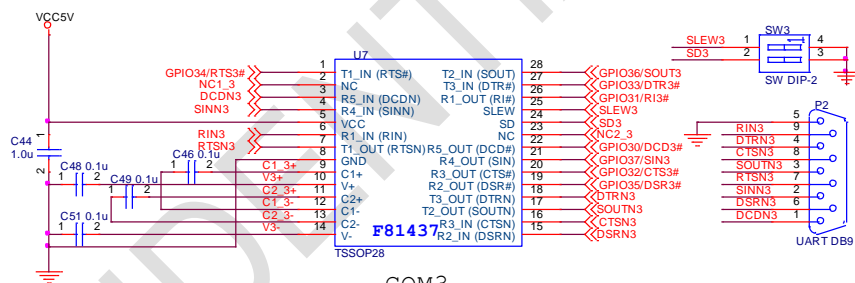 VCC5V
SW3
SLEW3 1 4
SD3 2 3
SW DIP-2
U7
GPIO34/RTS3# 1 T1_IN (RTS#) T2_IN (SOUT) 28 GPIO36/SOUT3
NC1_3 2 NC T3_IN (DTR#) 27 GPIO33/DTR3#
DCDN3 3 R5_IN (DCDN) R1_OUT (RI#) 26 GPIO31/RI3#
SINN3 4 R4_IN (SINN) SLEW 25 SLEW3
5 VCC SD 24 SD3
RIN3 6 R1_IN (RIN) NC 23 NC2_3
RTSN3 7 T1_OUT (RTSN) R5_OUT (DCD#) 22 GPIO30/DCD3#
8 GND R4_OUT (SIN) 21 GPIO37/SIN3
C1_3+ 9 C1+ R3_OUT (CTS#) 20 GPIO32/CTS3#
V3+ 10 V+ R2_OUT (DSR#) 19 GPIO35/DSR3#
C2_3+ 11 C2+ T3_OUT (DTRN) 18 DTRN3
C1_3- 12 C1- T2_OUT (SOUTN) 17 SOUTN3
C2_3- 13 C2- R3_IN (CTSN) 16 CTSN3
V3- 14 V- R2_IN (DSRN) 15 DSRN3
F81437
TSSOP28
C44
1.0u
1
2
C46 0.1u
1 2
C48 0.1u
1 2
C49 0.1u
1 2
C51 0.1u
1 2
P2
5
RIN3 9
DTRN3 4
CTSN3 8
SOUTN3 3
RTSN3 7
SINN3 2
DSRN3 6
DCDN3 1
UART DB9
COM3